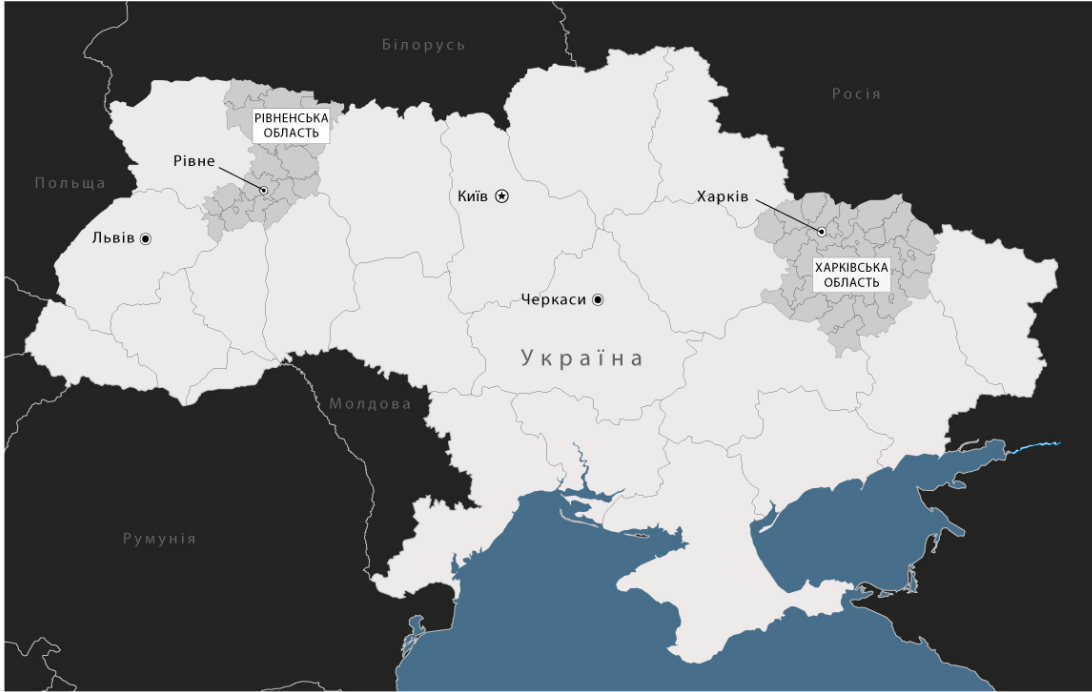 Білорусь
Росія
РІВНЕНСЬКА
ОБЛАСТЬ
Рівне
Польща
Київ
Харків
Львів
ХАРКІВСЬКА
ОБЛАСТЬ
Черкаси
Україна
Молдова
Румунія